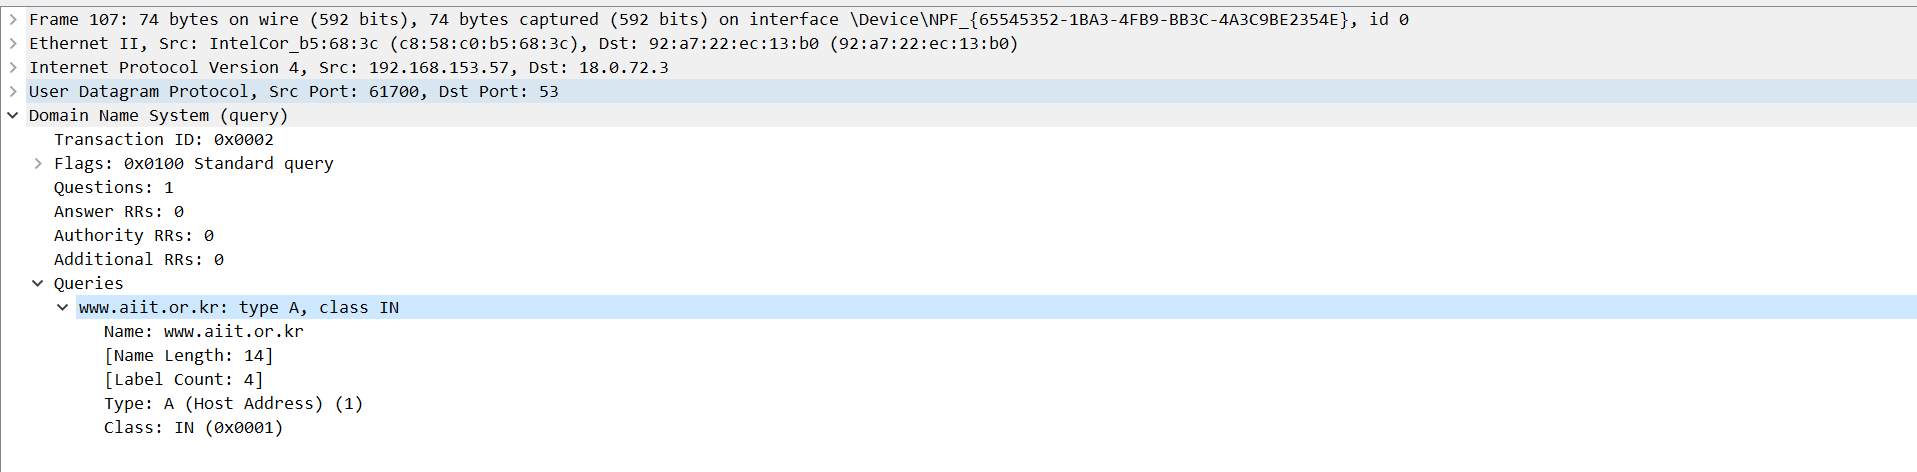 Frame 107: 74 bytes on wire (592 bits), 74 bytes captured (592 bits) on interface \Device\NPF_{65545352-1BA3-4FB9-BB3C-4A3C9BE2354E}, id 0
Ethernet II, Src: IntelCor_b5:68:3c (c8:58:c0:b5:68:3c), Dst: 92:a7:22:ec:13:b0 (92:a7:22:ec:13:b0)
Internet Protocol Version 4, Src: 192.168.153.57, Dst: 18.0.72.3
User Datagram Protocol, Src Port: 61700, Dst Port: 53
Domain Name System (query)
Transaction ID: 0x0002
Flags: 0x0100 Standard query
Questions: 1
Answer RRs: 0
Authority RRs: 0
Additional RRs: 0
Queries
www.aiit.or.kr: type A, class IN
Name: www.aiit.or.kr
[Name Length: 14]
[Label Count: 4]
Type: A (Host Address) (1)
Class: IN (0x0001)